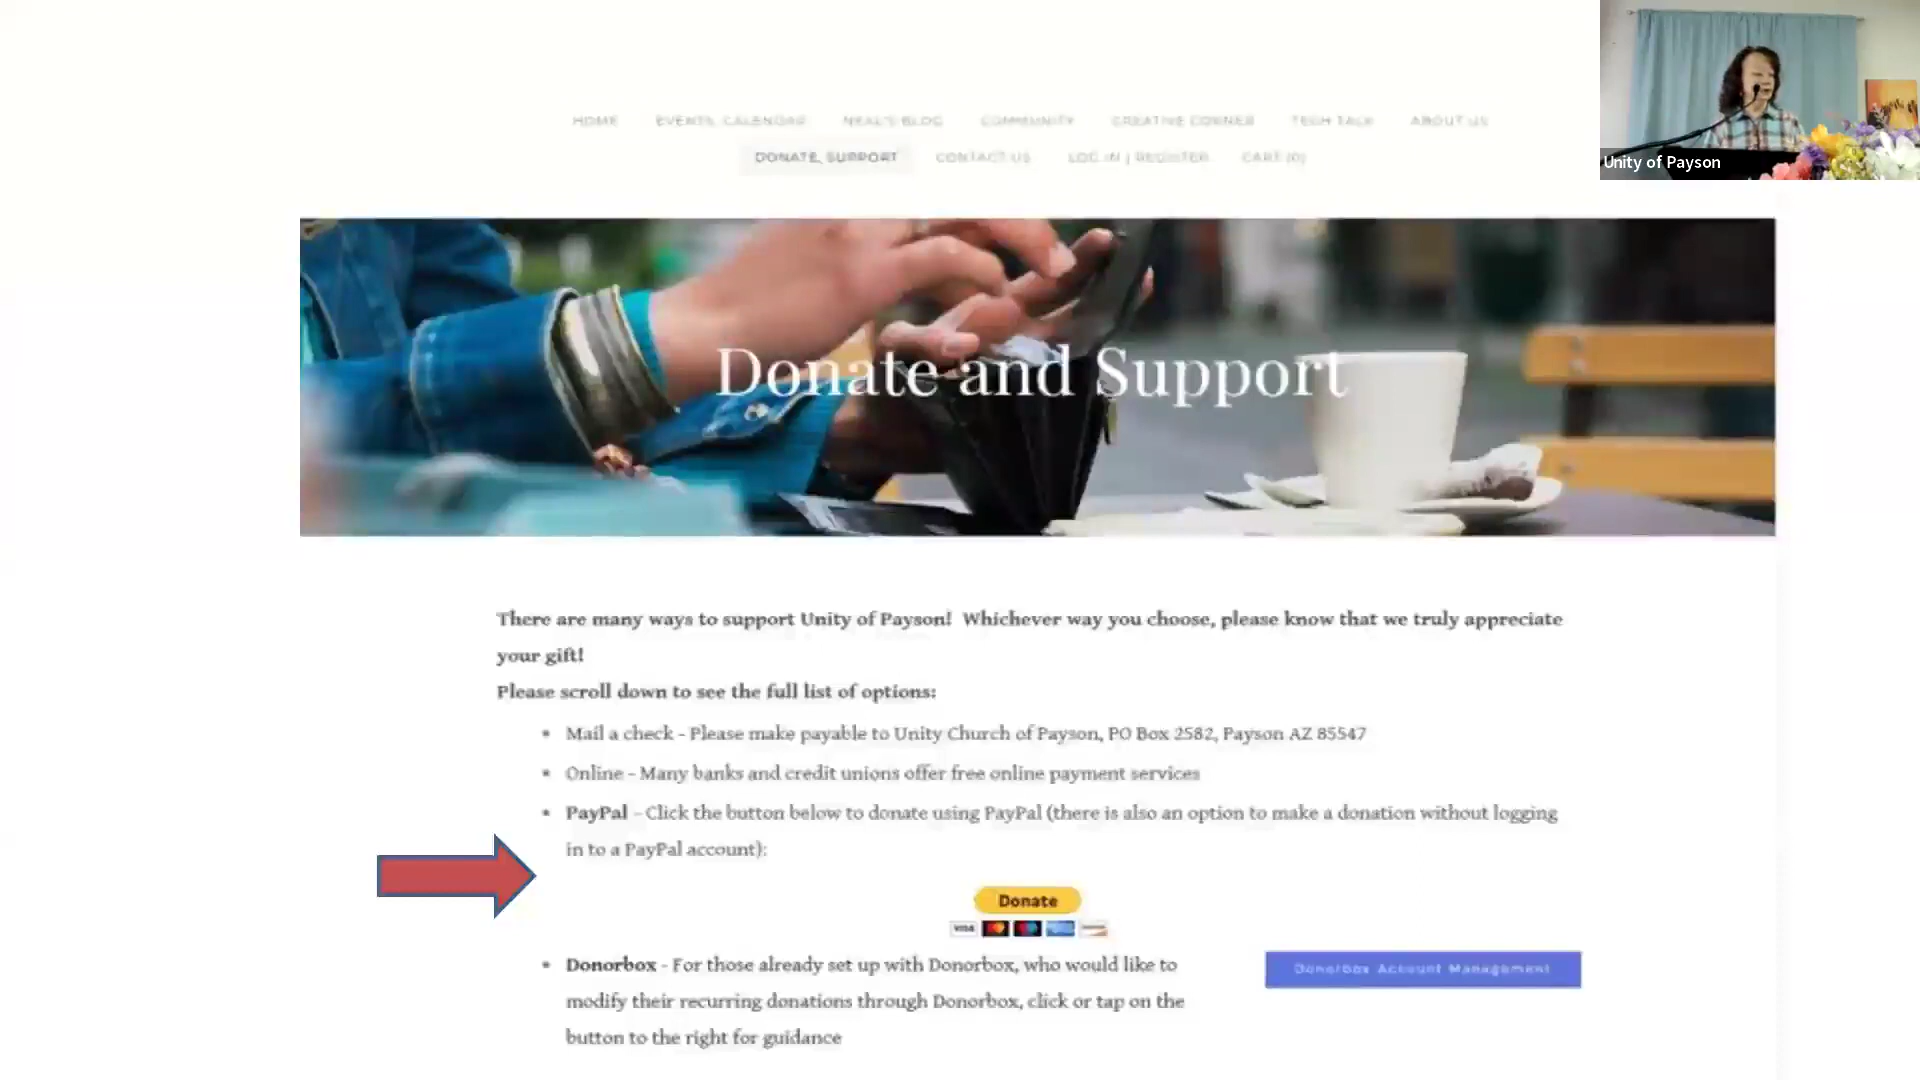 HOME EVENTS, CALENDAR NEAL'S BLOG COMMUNITY CREATIVE CORNER TECH TALK ABOUT US
DONATE, SUPPORT CONTACT US LOG IN | REGISTER CART (0)
Unity of Payson
Donate and Support
There are many ways to support Unity of Payson! Whichever way you choose, please know that we truly appreciate
your gift!
Please scroll down to see the full list of options:
• Mail a check - Please make payable to Unity Church of Payson, PO Box 2582, Payson AZ 85547
• Online - Many banks and credit unions offer free online payment services
• PayPal - Click the button below to donate using PayPal (there is also an option to make a donation without logging
in to a PayPal account):
Donate
VISA
• Donorbox - For those already set up with Donorbox, who would like to
modify their recurring donations through Donorbox, click or tap on the
button to the right for guidance
Donorbox Account Management